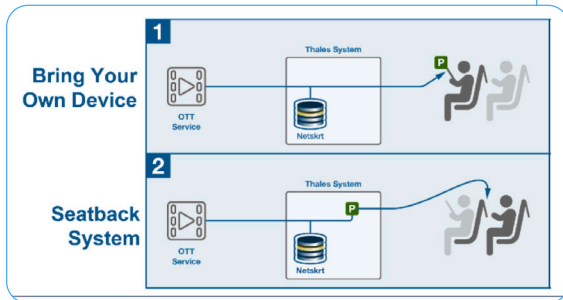 1
Bring Your
Own Device
Thales System
P
OTT
Service
Netskrt
2
Seatback
System
Thales System
P
OTT
Service
Netskrt